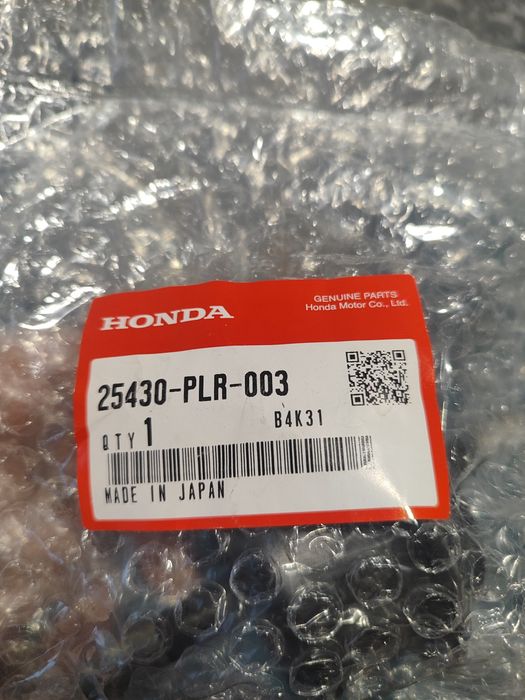 HONDA
GENUINE PARTS
Honda Motor Co., Ltd.
25430-PLR-003
B4K31
QTY 1
MADE IN JAPAN